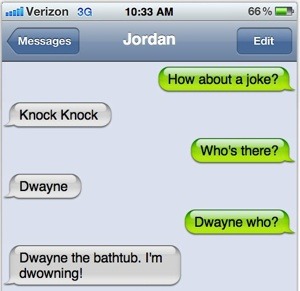 Verizon 3G 10:33 AM 66%
Messages Jordan Edit
How about a joke?
Knock Knock
Who's there?
Dwayne
Dwayne who?
Dwayne the bathtub. I'm
dwowning!